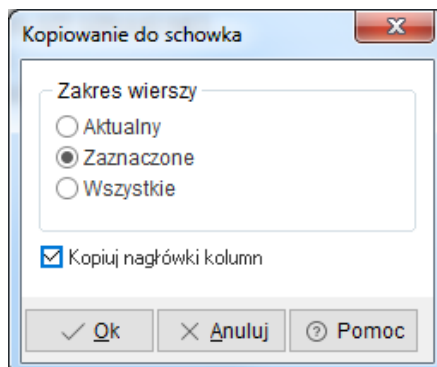 Kopiowanie do schowka
Zakres wierszy
Aktualny
Zaznaczone
Wszystkie
Kopiuj nagłówki kolumn
Ok Anuluj Pomoc